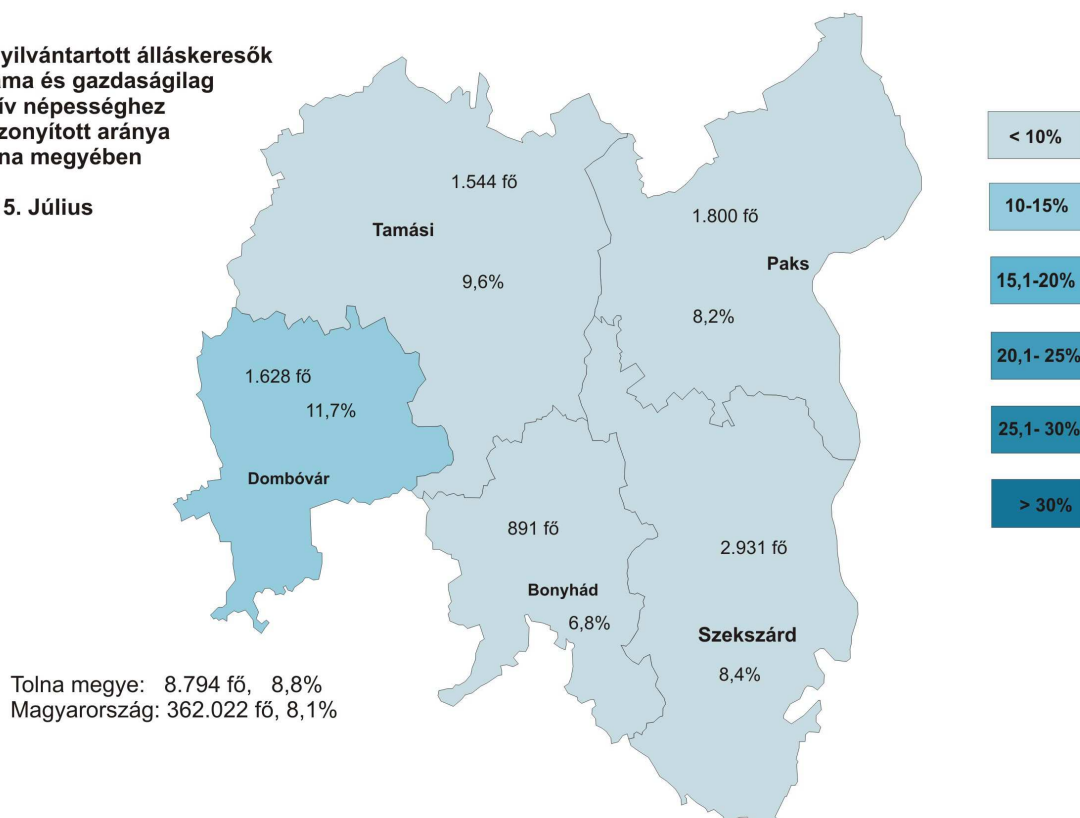 yilvántartott álláskeresők
ma és gazdaságilag
ív népességhez
zonyított aránya
na megyében
5. Július
1.544 fő
Tamási
9,6%
1.800 fő
Paks
8,2%
1.628 fő
11,7%
Dombóvár
891 fő
Bonyhád
6,8%
2.931 fő
Szekszárd
8,4%
< 10%
10-15%
15,1-20%
20,1- 25%
25,1- 30%
> 30%
Tolna megye: 8.794 fő, 8,8%
Magyarország: 362.022 fő, 8,1%